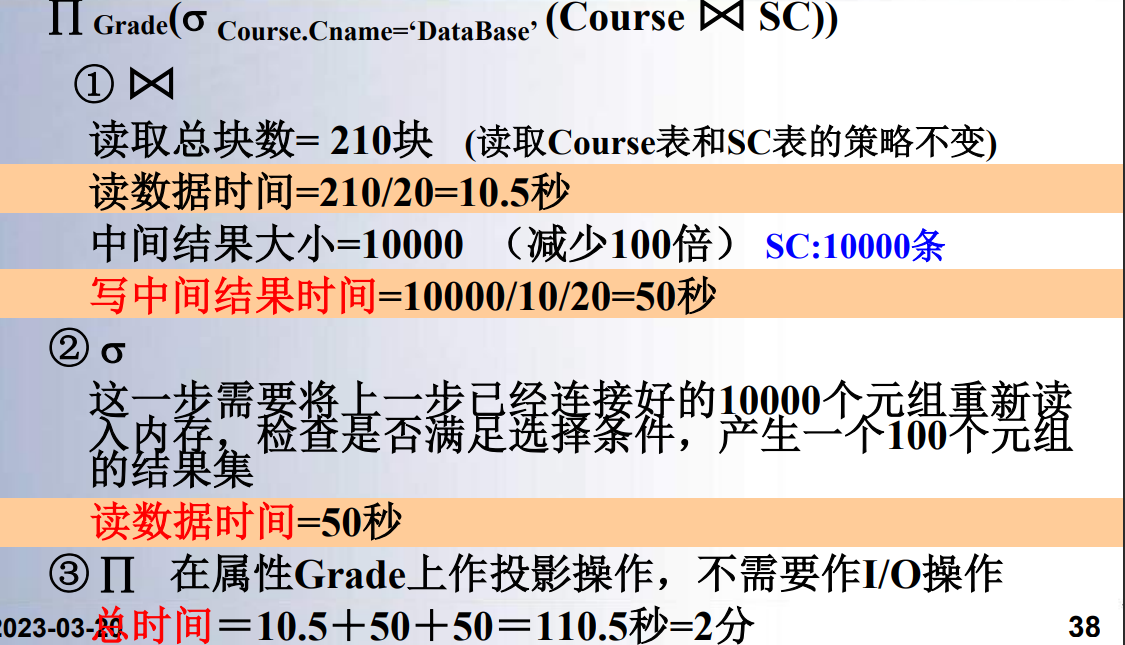 ∏ Grade(σ Course.Cname=‘DataBase’ (Course ⋈ SC))
① ⋈
读取总块数= 210块 (读取Course表和SC表的策略不变)
读数据时间=210/20=10.5秒
中间结果大小=10000 （减少100倍） SC:10000条
写中间结果时间=10000/10/20=50秒
② σ
这一步需要将上一步已经连接好的10000个元组重新读
入内存，检查是否满足选择条件，产生一个100个元组
的结果集
读数据时间=50秒
③ ∏ 在属性Grade上作投影操作，不需要作I/O操作
总时间＝10.5＋50＋50＝110.5秒=2分
2023-03-20
38